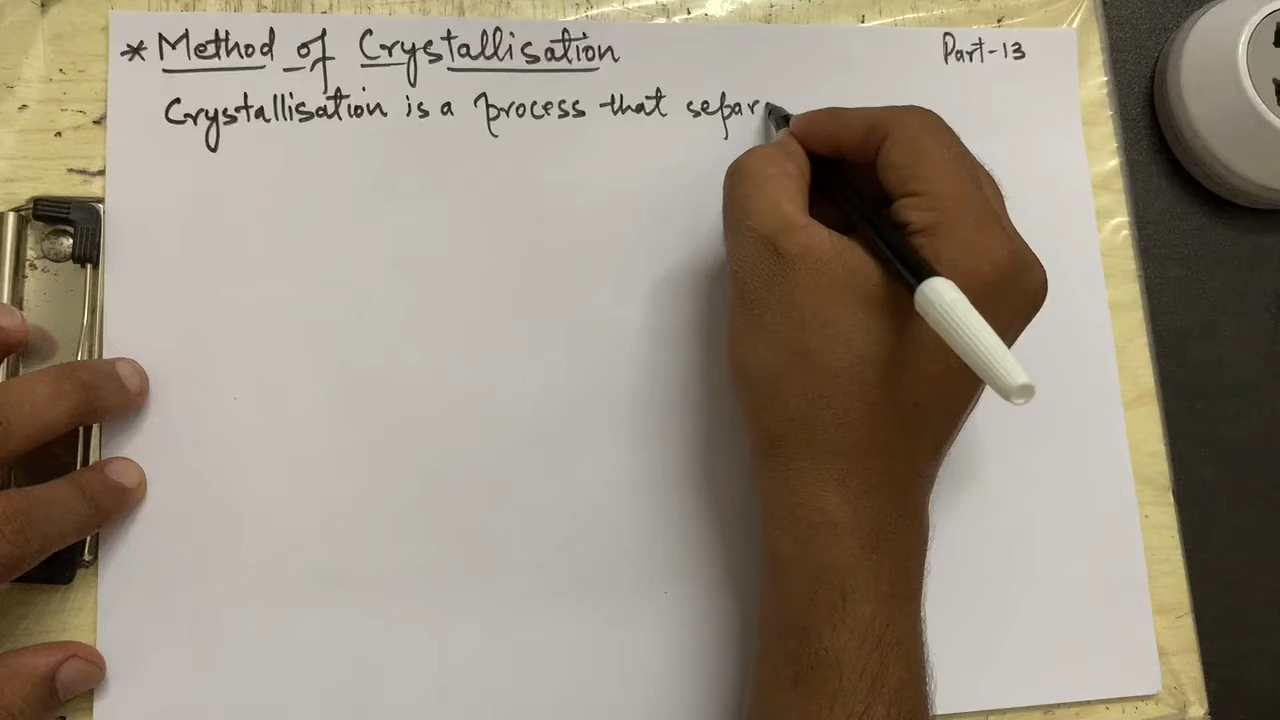 * Method of Crystallisation
Part-13
Crystallisation is a process that separ